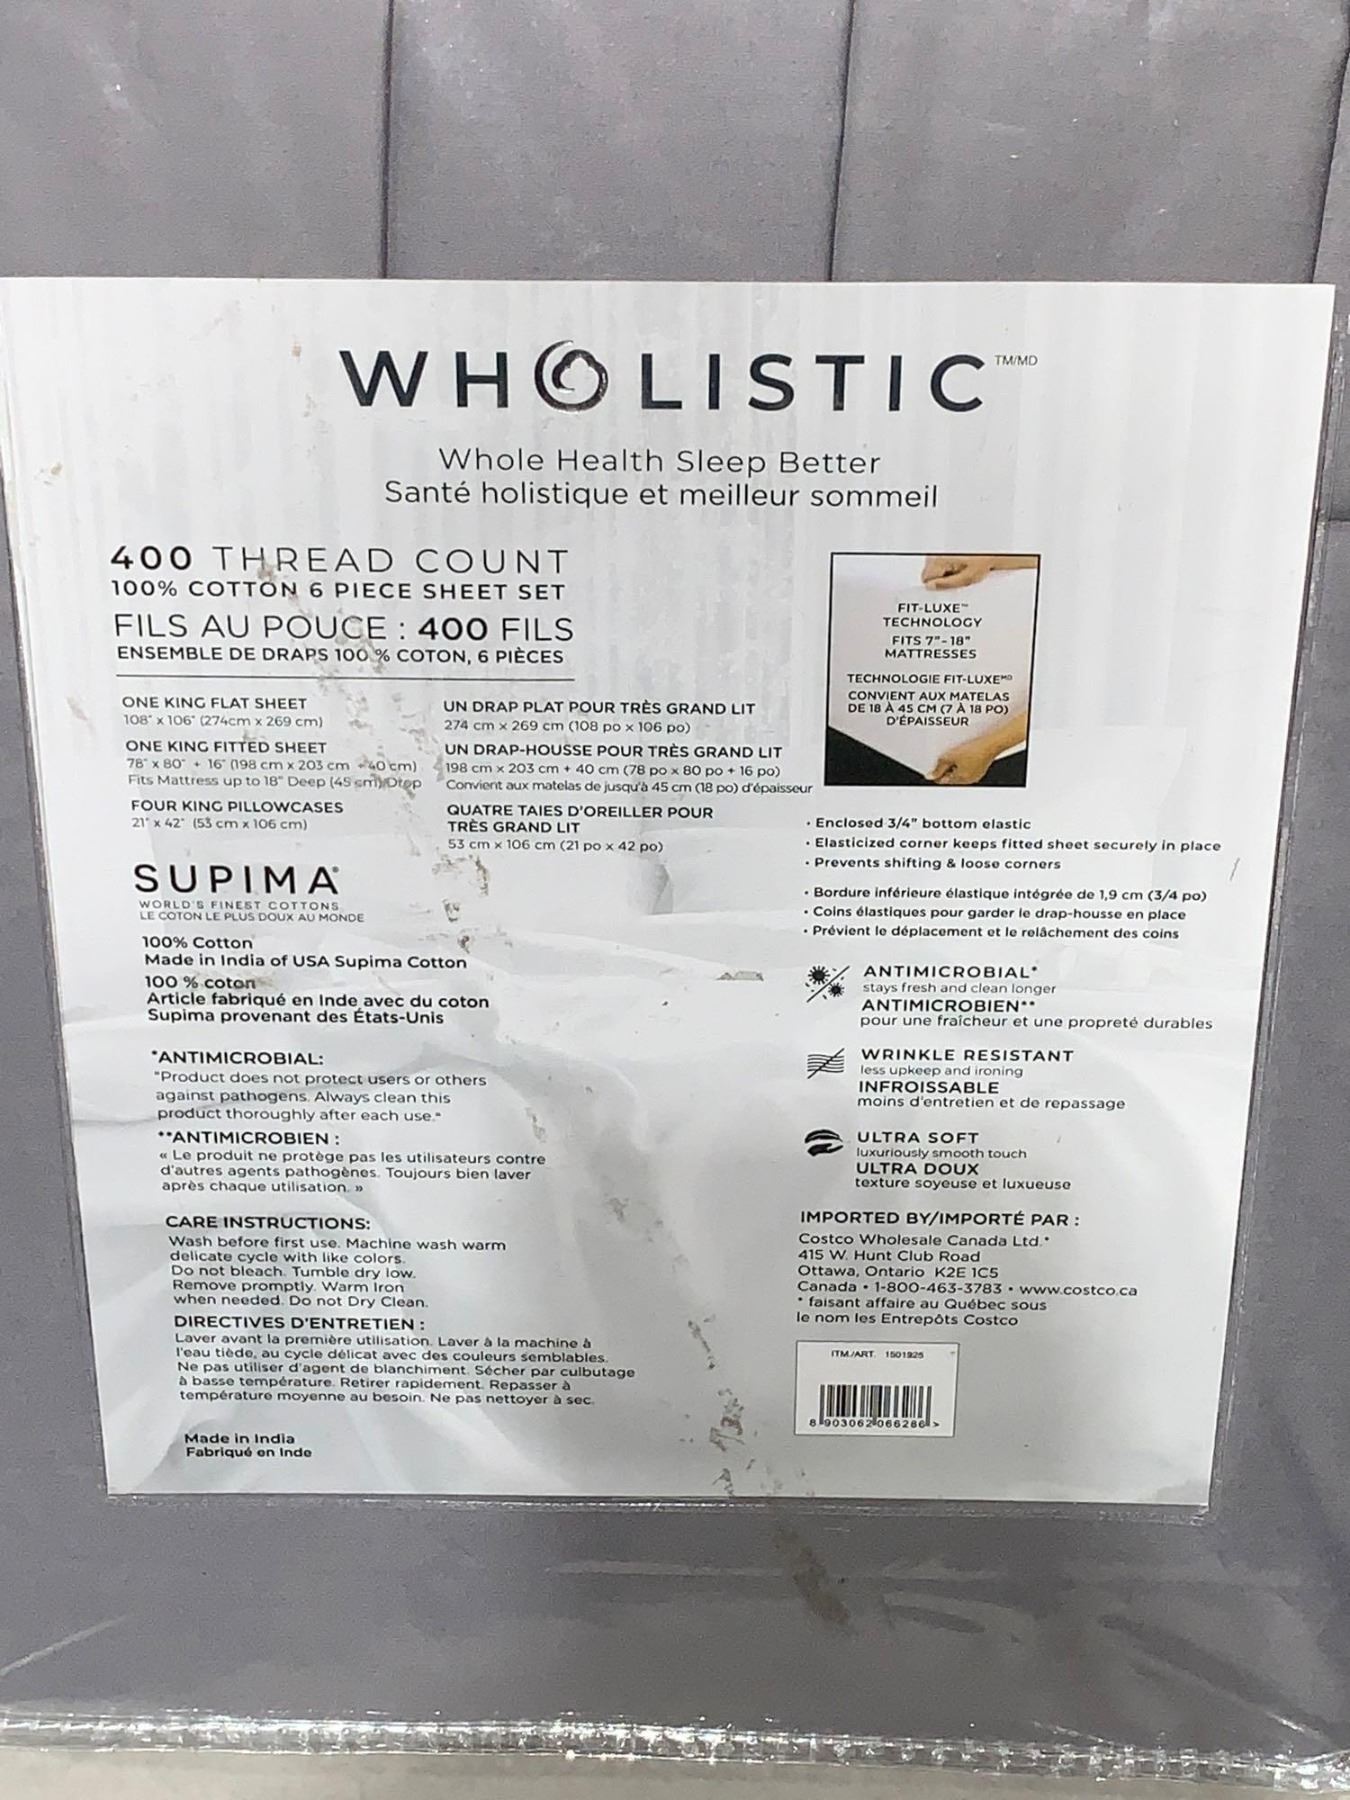 WHOLISTIC TM/MD
Whole Health Sleep Better
Santé holistique et meilleur sommeil
400 THREAD COUNT
100% COTTON 6 PIECE SHEET SET
FILS AU POUCE : 400 FILS
ENSEMBLE DE DRAPS 100 % COTON, 6 PIÈCES
ONE KING FLAT SHEET
108" x 106" (274cm x 269 cm)
ONE KING FITTED SHEET
78" x 80" + 16" (198 cm x 203 cm + 40 cm)
Fits Mattress up to 18" Deep (45 cm) Drop
FOUR KING PILLOWCASES
21" x 42" (53 cm x 106 cm)
UN DRAP PLAT POUR TRÈS GRAND LIT
274 cm x 269 cm (108 po x 106 po)
UN DRAP-HOUSSE POUR TRÈS GRAND LIT
198 cm x 203 cm + 40 cm (78 po x 80 po + 16 po)
Convient aux matelas de jusqu'à 45 cm (18 po) d'épaisseur
QUATRE TAIES D'OREILLER POUR
TRÈS GRAND LIT
53 cm x 106 cm (21 po x 42 po)
SUPIMA®
WORLD'S FINEST COTTONS
LE COTON LE PLUS DOUX AU MONDE
100% Cotton
Made in India of USA Supima Cotton
100 % coton
Article fabriqué en Inde avec du coton
Supima provenant des États-Unis
*ANTIMICROBIAL:
"Product does not protect users or others
against pathogens. Always clean this
product thoroughly after each use."
**ANTIMICROBIEN :
« Le produit ne protège pas les utilisateurs contre
d'autres agents pathogènes. Toujours bien laver
après chaque utilisation. »
CARE INSTRUCTIONS:
Wash before first use. Machine wash warm
delicate cycle with like colors.
Do not bleach. Tumble dry low.
Remove promptly. Warm Iron
when needed. Do not Dry Clean.
DIRECTIVES D'ENTRETIEN :
Laver avant la première utilisation. Laver à la machine à
l'eau tiède, au cycle délicat avec des couleurs semblables.
Ne pas utiliser d'agent de blanchiment. Sécher par culbutage
à basse température. Retirer rapidement. Repasser à
température moyenne au besoin. Ne pas nettoyer à sec.
Made in India
Fabriqué en Inde
FIT-LUXE™
TECHNOLOGY
FITS 7"- 18"
MATTRESSES
TECHNOLOGIE FIT-LUXEᴹᴰ
CONVIENT AUX MATELAS
DE 18 À 45 CM (7 À 18 PO)
D'ÉPAISSEUR
• Enclosed 3/4" bottom elastic
• Elasticized corner keeps fitted sheet securely in place
• Prevents shifting & loose corners
• Bordure inférieure élastique intégrée de 1,9 cm (3/4 po)
• Coins élastiques pour garder le drap-housse en place
• Prévient le déplacement et le relâchement des coins
ANTIMICROBIAL*
stays fresh and clean longer
ANTIMICROBIEN**
pour une fraîcheur et une propreté durables
WRINKLE RESISTANT
less upkeep and ironing
INFROISSABLE
moins d'entretien et de repassage
ULTRA SOFT
luxuriously smooth touch
ULTRA DOUX
texture soyeuse et luxueuse
IMPORTED BY/IMPORTÉ PAR :
Costco Wholesale Canada Ltd.*
415 W. Hunt Club Road
Ottawa, Ontario K2E 1C5
Canada • 1-800-463-3783 • www.costco.ca
* faisant affaire au Québec sous
le nom les Entrepôts Costco
ITM./ART. 1501925
8 903062 066286 >